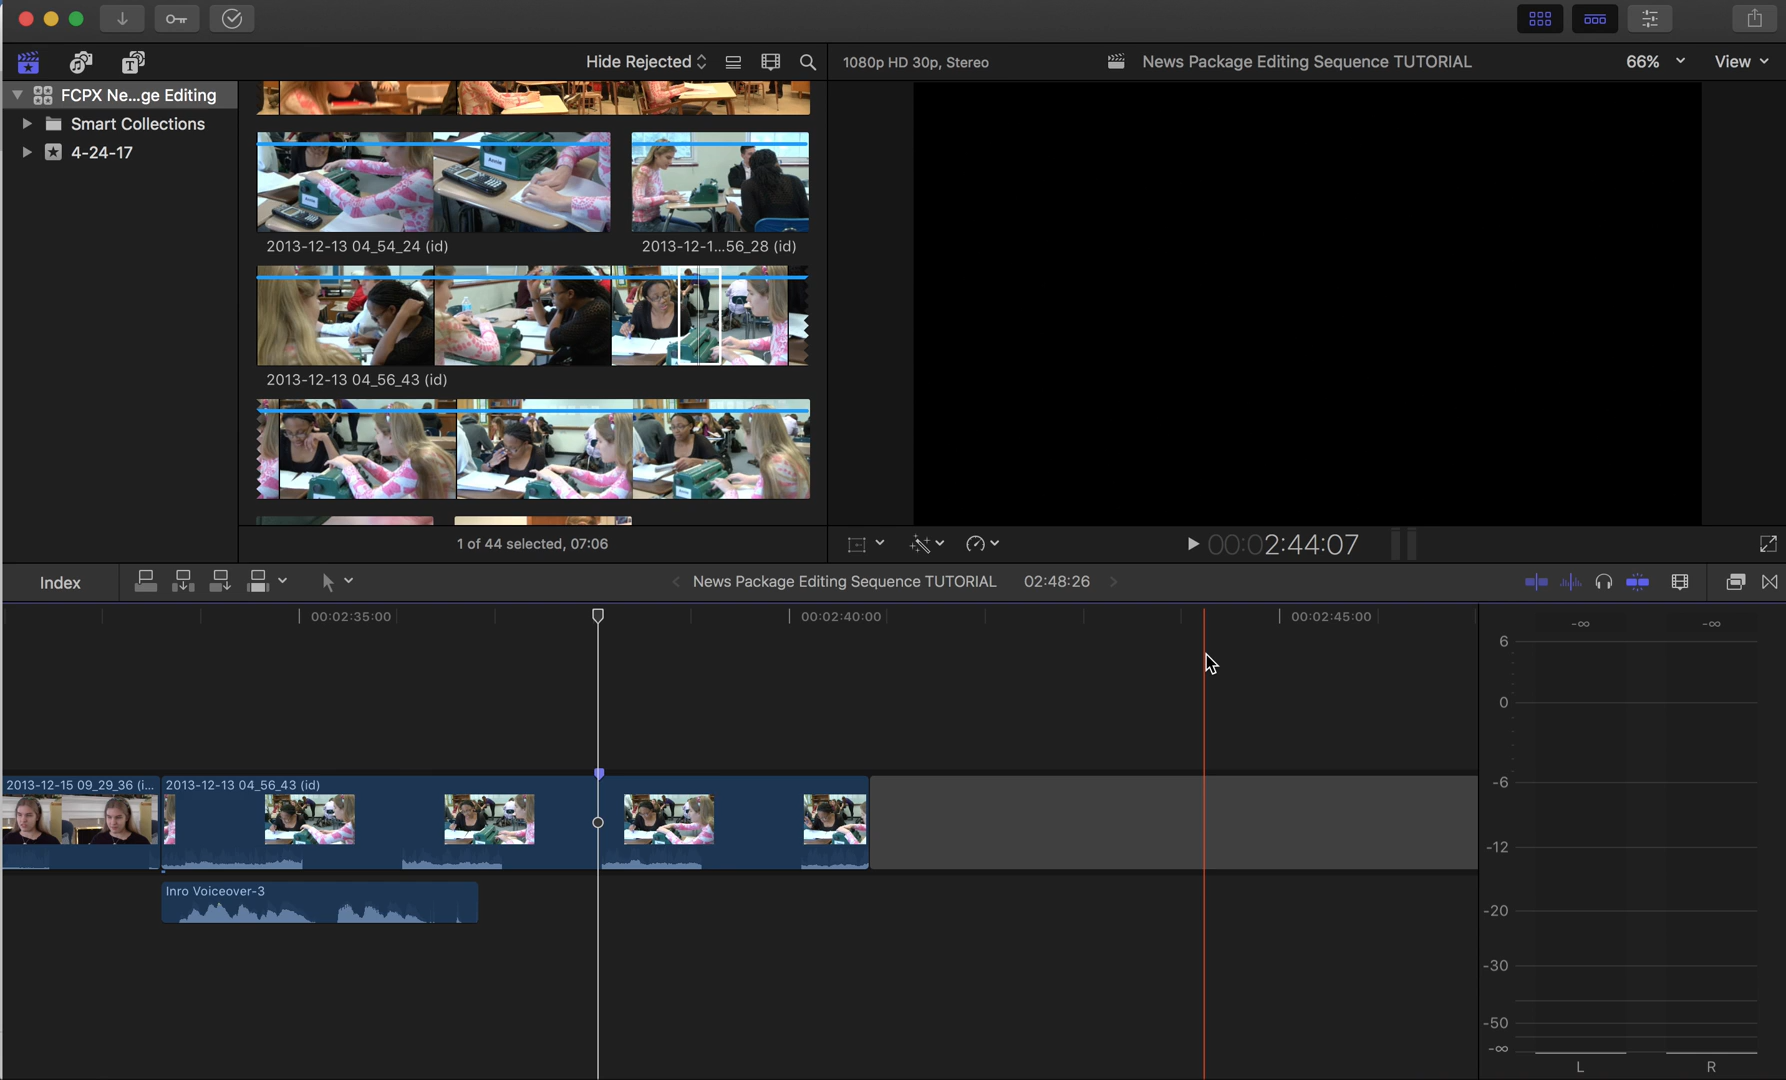 Hide Rejected
1080p HD 30p, Stereo
News Package Editing Sequence TUTORIAL
66%
View
FCPX Ne...ge Editing
Smart Collections
4-24-17
Annie
2013-12-13 04_54_24 (id)
2013-12-1...56_28 (id)
2013-12-13 04_56_43 (id)
1 of 44 selected, 07:06
00:02:44:07
Index
News Package Editing Sequence TUTORIAL
02:48:26
00:02:35:00
00:02:40:00
00:02:45:00
-∞
-∞
6
0
-6
-12
-20
-30
-50
-∞
L
R
2013-12-15 09_29_36 (i...
2013-12-13 04_56_43 (id)
Inro Voiceover-3